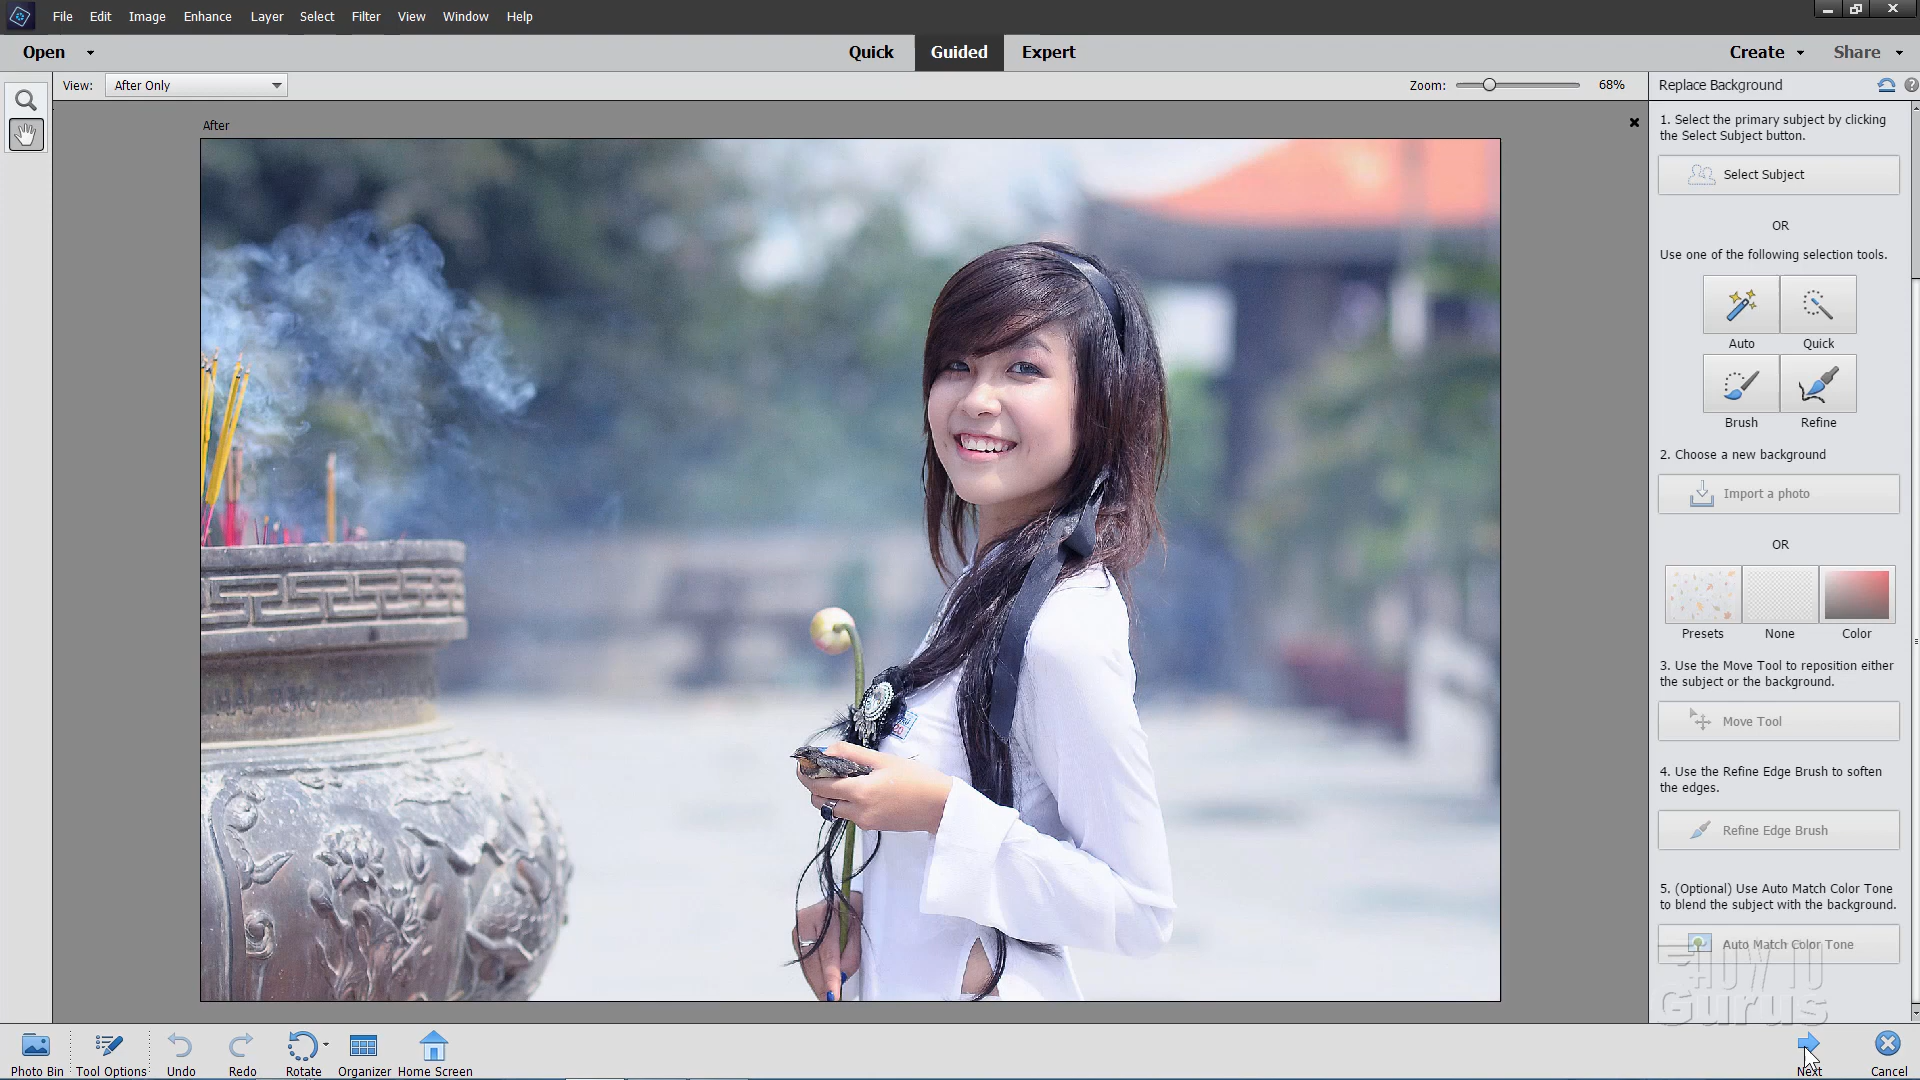 File Edit Image Enhance Layer Select Filter View Window Help
Open Quick Guided Expert Create Share
View: After Only Zoom: 68% Replace Background
After
1. Select the primary subject by clicking
the Select Subject button.
Select Subject
OR
Use one of the following selection tools.
Auto Quick
Brush Refine
2. Choose a new background
Import a photo
OR
Presets None Color
3. Use the Move Tool to reposition either
the subject or the background.
Move Tool
4. Use the Refine Edge Brush to soften
the edges.
Refine Edge Brush
5. (Optional) Use Auto Match Color Tone
to blend the subject with the background.
Auto Match Color Tone
HOW TO
Gurus
Photo Bin Tool Options Undo Redo Rotate Organizer Home Screen Next Cancel